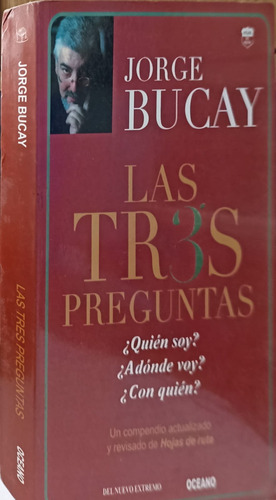 JORGE
BUCAY
LAS
TR3S
PREGUNTAS
¿Quién soy?
¿Adónde voy?
¿Con quién?
Un compendio actualizado
y revisado de Hojas de ruta
DEL NUEVO EXTREMO
OCEANO
JORGE BUCAY
LAS TRES PREGUNTAS
OCEANO